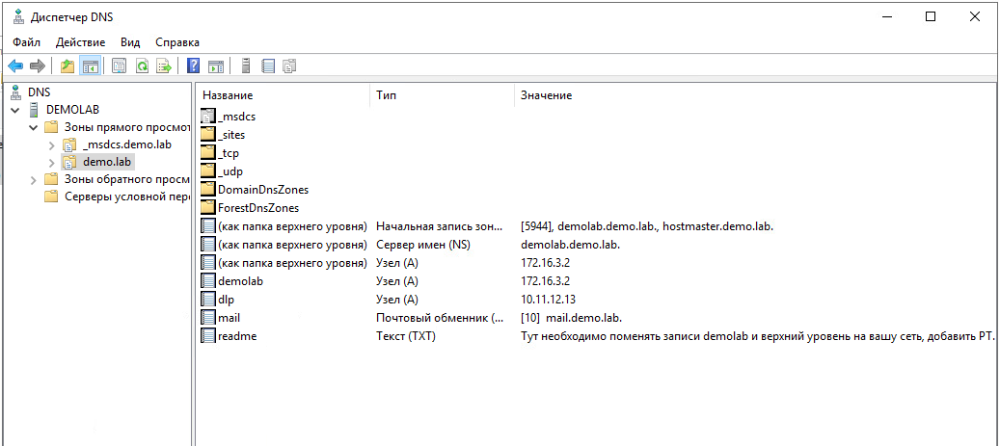 Диспетчер DNS
Файл Действие Вид Справка
DNS
DEMOLAB
Зоны прямого просмот
_msdcs.demo.lab
demo.lab
Зоны обратного просм
Серверы условной пер
Название Тип Значение
_msdcs
_sites
_tcp
_udp
DomainDnsZones
ForestDnsZones
(как папка верхнего уровня) Начальная запись зон... [5944], demolab.demo.lab., hostmaster.demo.lab.
(как папка верхнего уровня) Сервер имен (NS) demolab.demo.lab.
(как папка верхнего уровня) Узел (A) 172.16.3.2
demolab Узел (A) 172.16.3.2
dlp Узел (A) 10.11.12.13
mail Почтовый обменник (... [10] mail.demo.lab.
readme Текст (TXT) Тут необходимо поменять записи demolab и верхний уровень на вашу сеть, добавить PT.